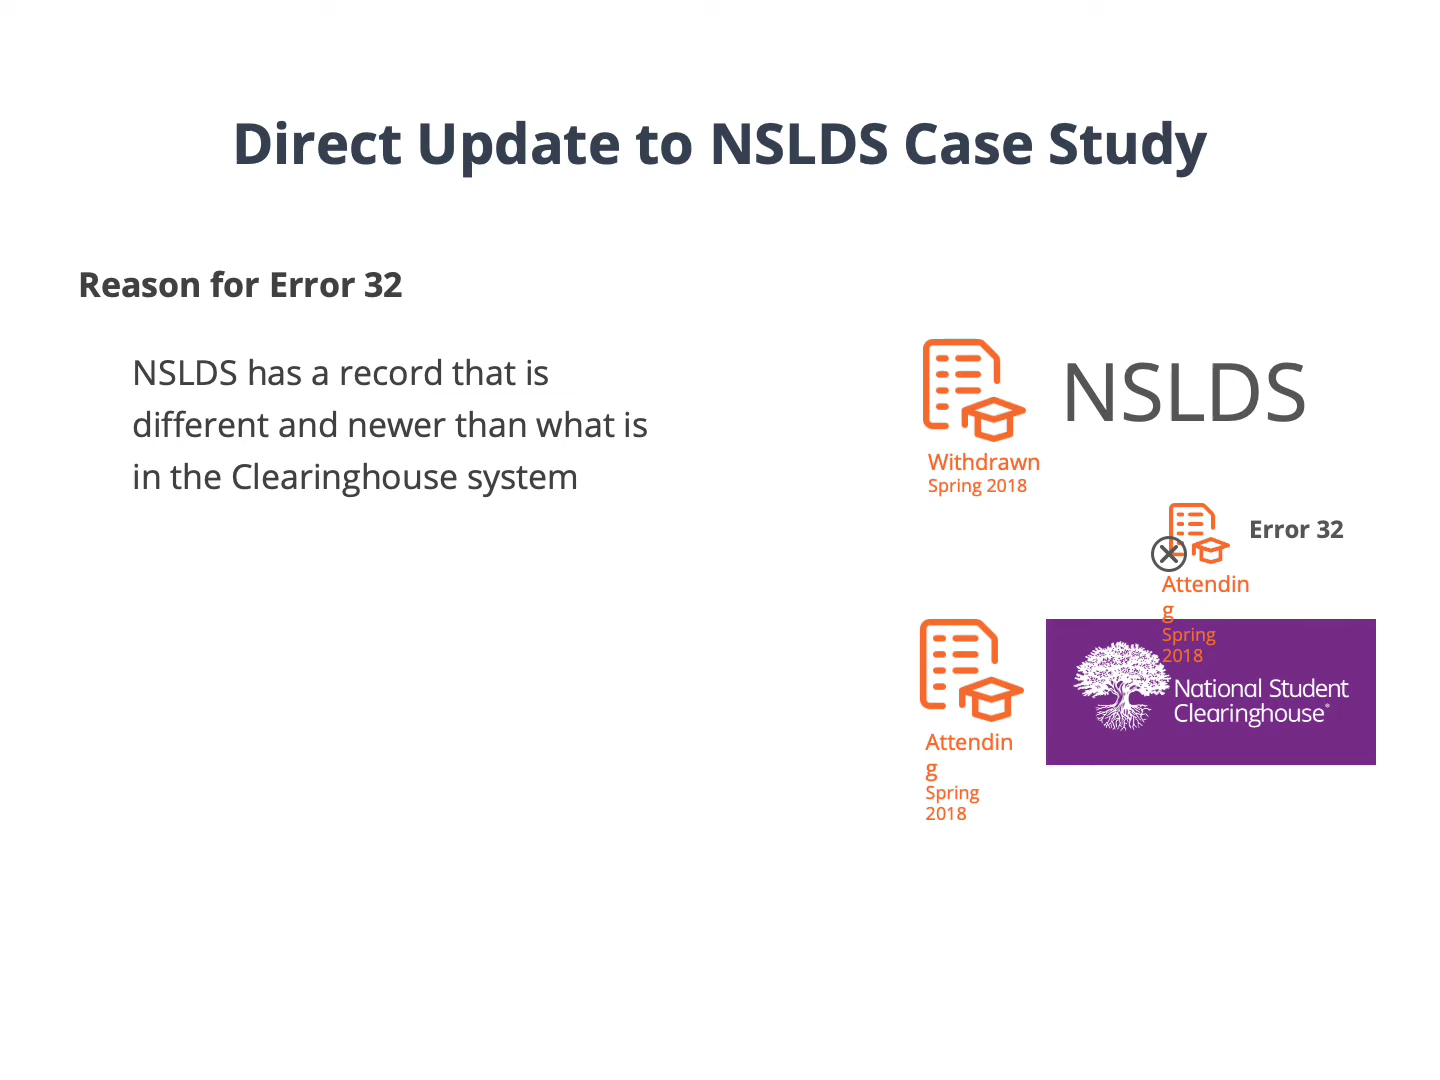 Direct Update to NSLDS Case Study
Reason for Error 32
NSLDS has a record that is
different and newer than what is
in the Clearinghouse system
NSLDS
Withdrawn
Spring 2018
Error 32
Attendin
g
Spring
2018
National Student
Clearinghouse®
Attendin
g
Spring
2018